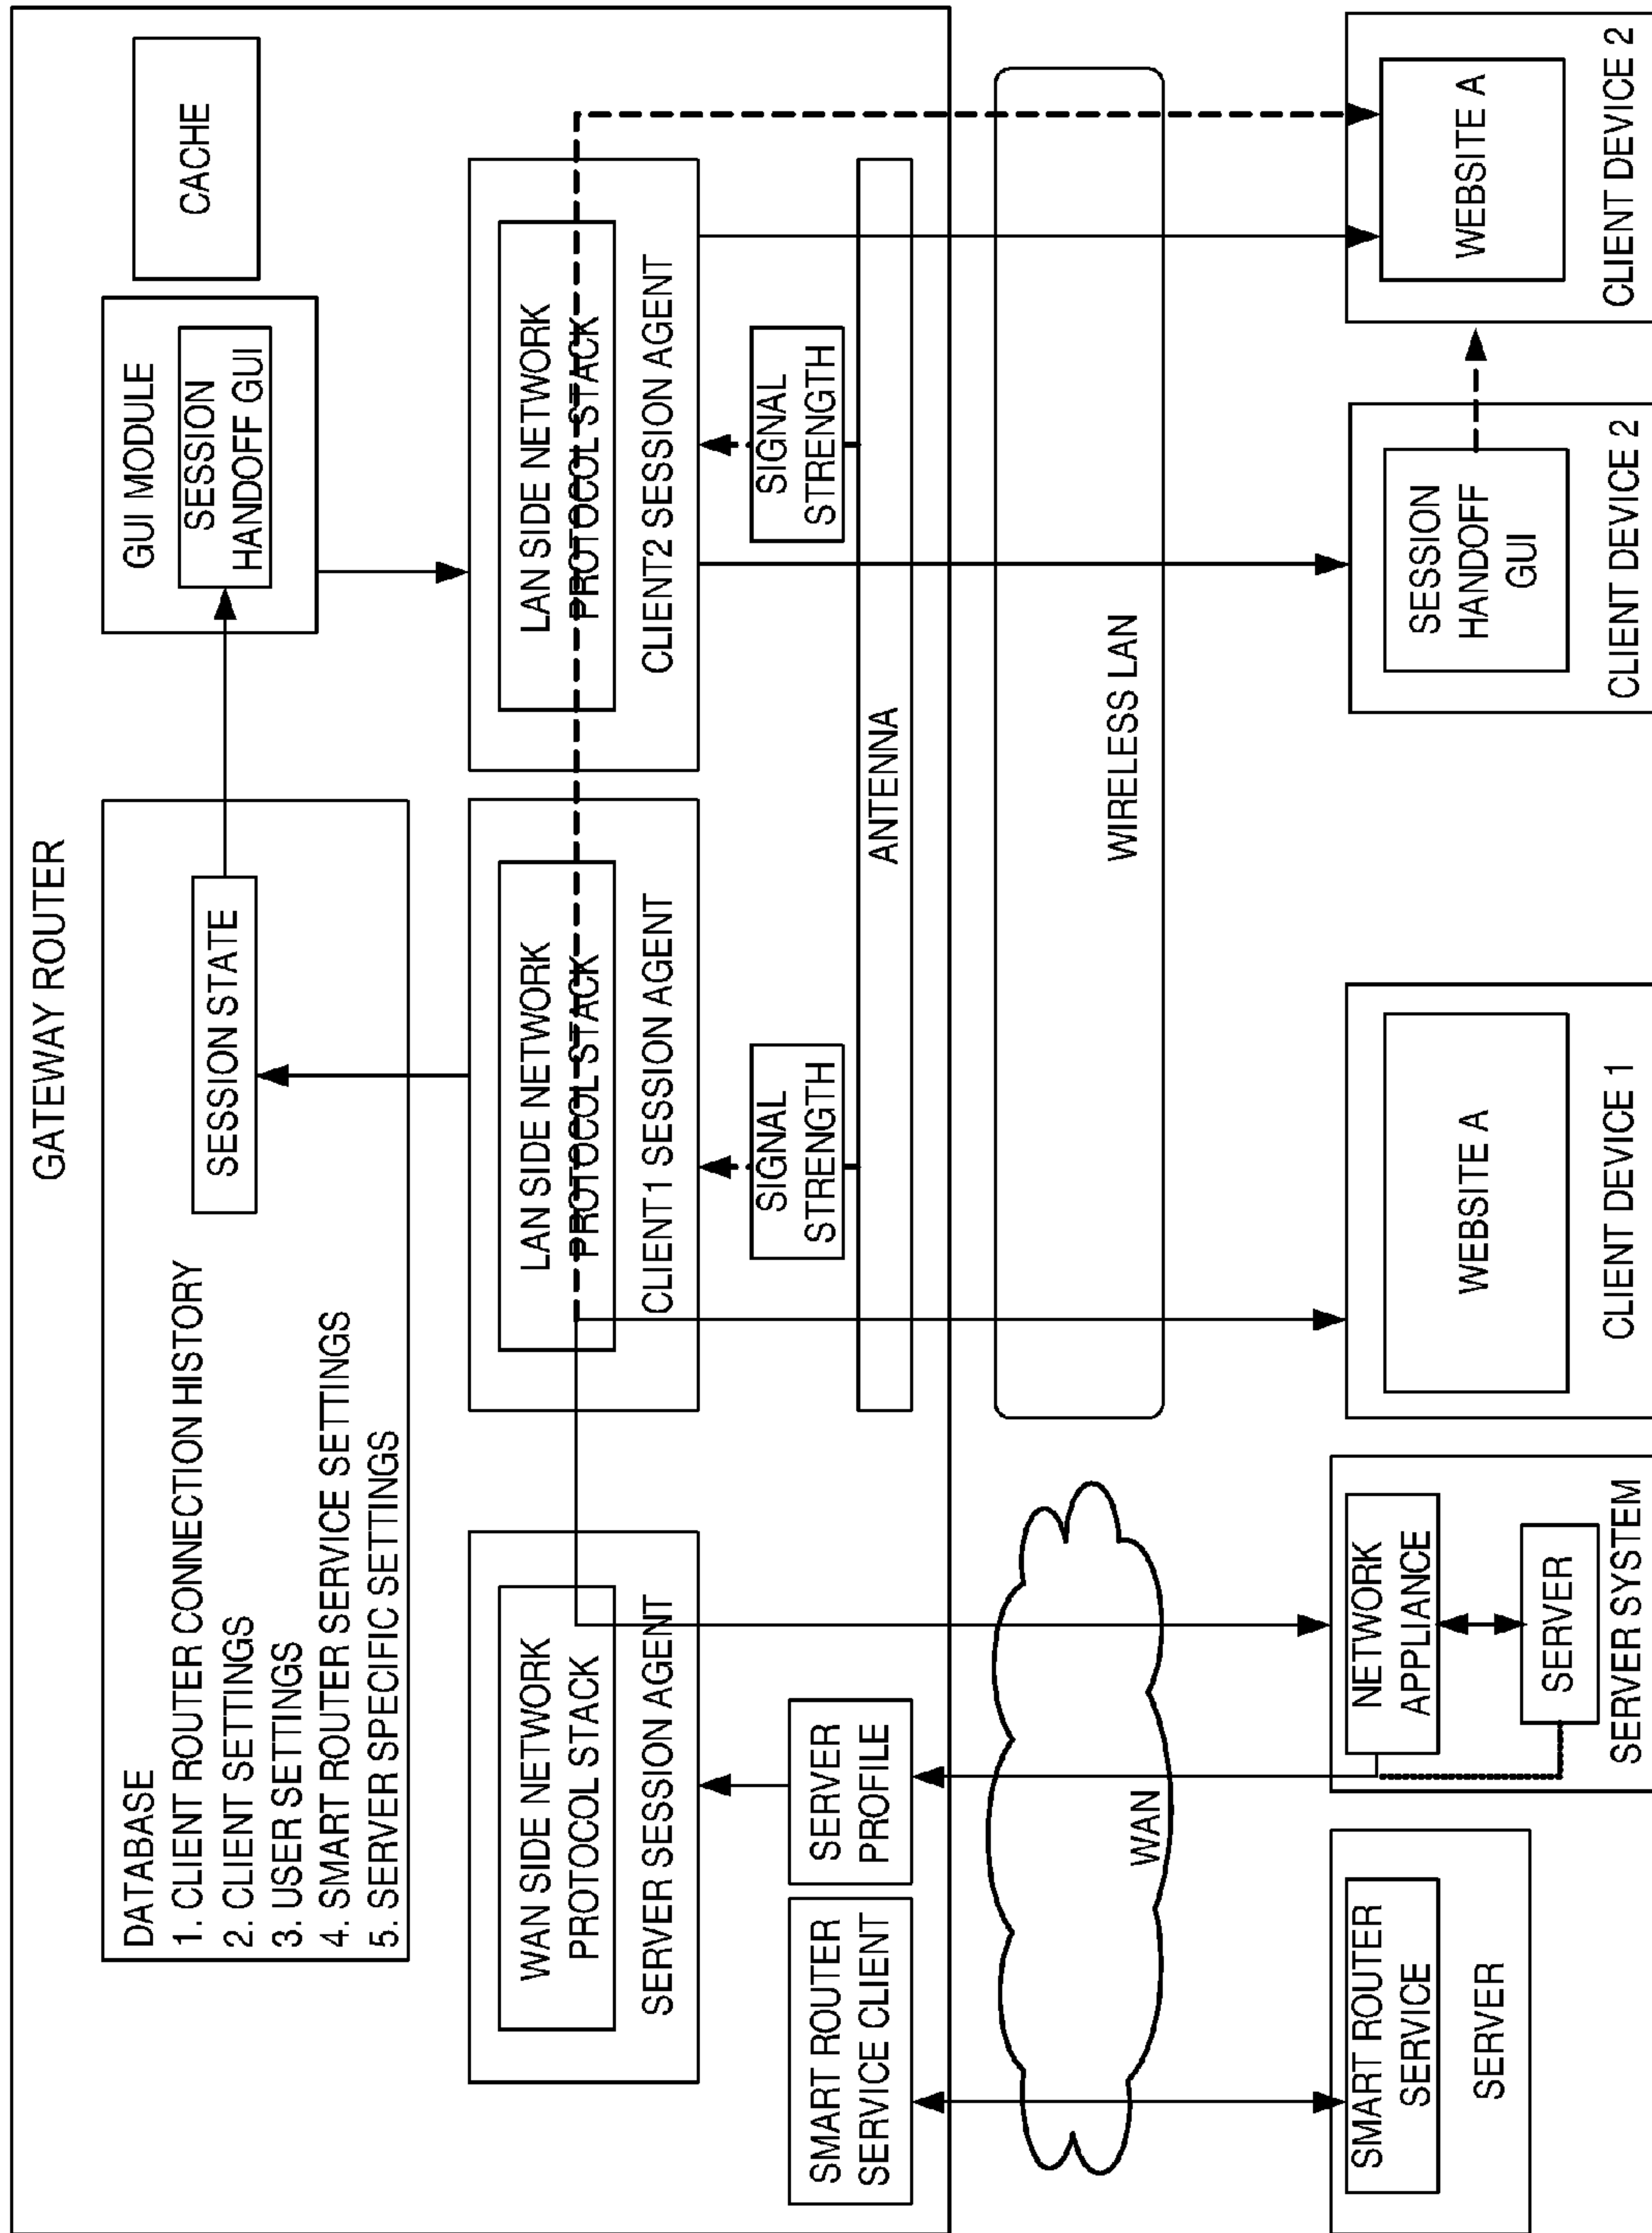 GATEWAY ROUTER
DATABASE
1. CLIENT ROUTER CONNECTION HISTORY
2. CLIENT SETTINGS
3. USER SETTINGS
4. SMART ROUTER SERVICE SETTINGS
5. SERVER SPECIFIC SETTINGS
SESSION STATE
GUI MODULE
SESSION
HANDOFF GUI
CACHE
WAN SIDE NETWORK
PROTOCOL STACK
SERVER SESSION AGENT
LAN SIDE NETWORK
PROTOCOL STACK
CLIENT1 SESSION AGENT
LAN SIDE NETWORK
PROTOCOL STACK
CLIENT2 SESSION AGENT
SMART ROUTER
SERVICE CLIENT
SERVER
PROFILE
SIGNAL
STRENGTH
SIGNAL
STRENGTH
ANTENNA
WAN
WIRELESS LAN
SMART ROUTER
SERVICE
SERVER
NETWORK
APPLIANCE
SERVER
SERVER SYSTEM
WEBSITE A
CLIENT DEVICE 1
SESSION
HANDOFF
GUI
CLIENT DEVICE 2
WEBSITE A
CLIENT DEVICE 2